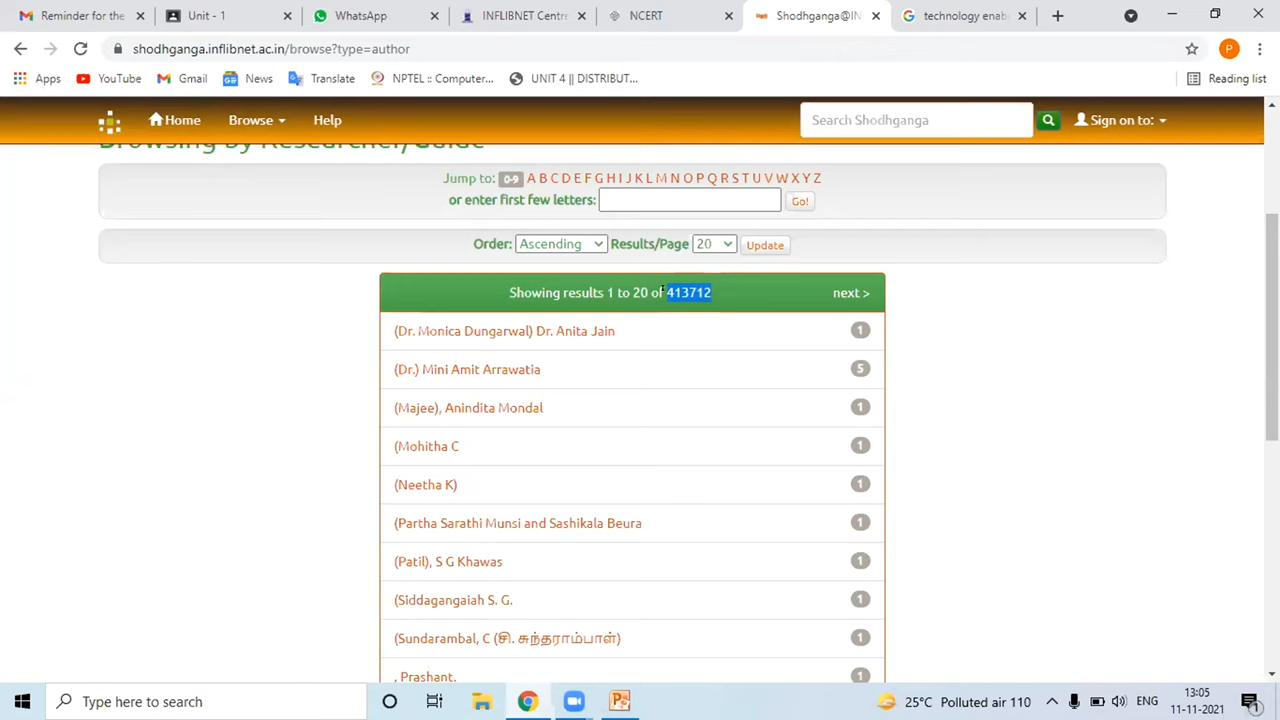 Reminder for the
Unit - 1
WhatsApp
INFLIBNET Centre
NCERT
Shodhganga@IN
technology enab
shodhganga.inflibnet.ac.in/browse?type=author
P
Apps
YouTube
Gmail
News
Translate
NPTEL :: Computer...
UNIT 4 || DISTRIBUT...
Reading list
Home
Browse
Help
Search Shodhganga
Sign on to:
Browsing by Researcher/Guide
Jump to: 0-9 A B C D E F G H I J K L M N O P Q R S T U V W X Y Z
or enter first few letters:
Go!
Order: Ascending Results/Page 20 Update
Showing results 1 to 20 of 413712
next >
(Dr. Monica Dungarwal) Dr. Anita Jain 1
(Dr.) Mini Amit Arrawatia 5
(Majee), Anindita Mondal 1
(Mohitha C 1
(Neetha K) 1
(Partha Sarathi Munsi and Sashikala Beura 1
(Patil), S G Khawas 1
(Siddagangaiah S. G. 1
(Sundarambal, C (சி. சுந்தராம்பாள்) 1
, Prashant. 1
Type here to search
25°C Polluted air 110
ENG
13:05
11-11-2021
1